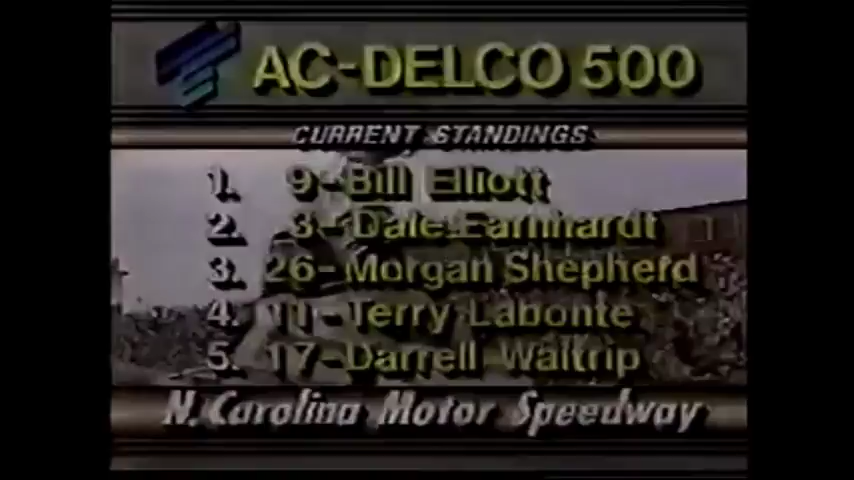 AC-DELCO 500
CURRENT STANDINGS
1. 9-Bill Elliott
2. 3-Dale Earnhardt
3. 26-Morgan Shepherd
4. 11-Terry Labonte
5. 17-Darrell Waltrip
N. Carolina Motor Speedway